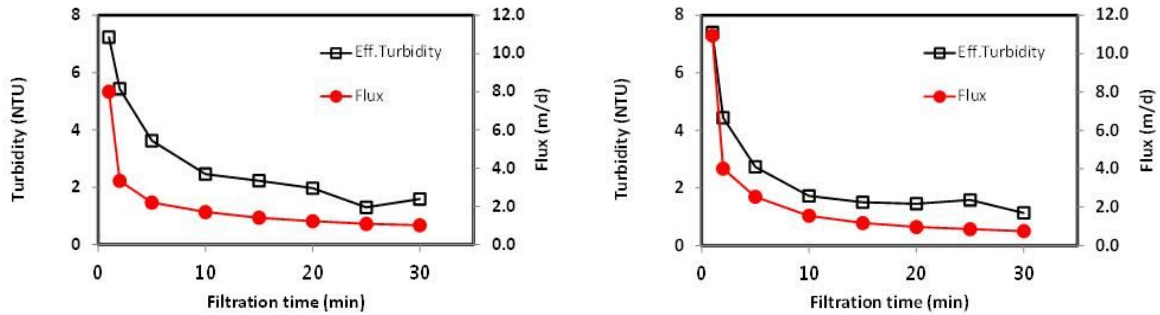 8
6
4
2
0
Turbidity (NTU)
12.0
10.0
8.0
6.0
4.0
2.0
0.0
Flux (m/d)
Eff.Turbidity
Flux
0 10 20 30
Filtration time (min)
8
6
4
2
0
Turbidity (NTU)
12.0
10.0
8.0
6.0
4.0
2.0
0.0
Flux (m/d)
Eff.Turbidity
Flux
0 10 20 30
Filtration time (min)